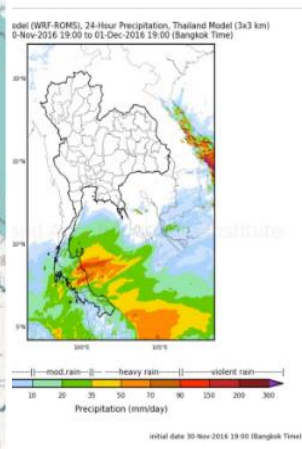 odel (WRF-ROMS), 24-Hour Precipitation, Thailand Model (3x3 km)
0-Nov-2016 19:00 to 01-Dec-2016 19:00 (Bangkok Time)
20°N
15°N
10°N
5°N
100°E
105°E
mod.rain heavy rain violent rain
10 20 35 50 70 90 150 200 300
Precipitation (mm/day)
initial date 30-Nov-2016 19:00 (Bangkok Time)